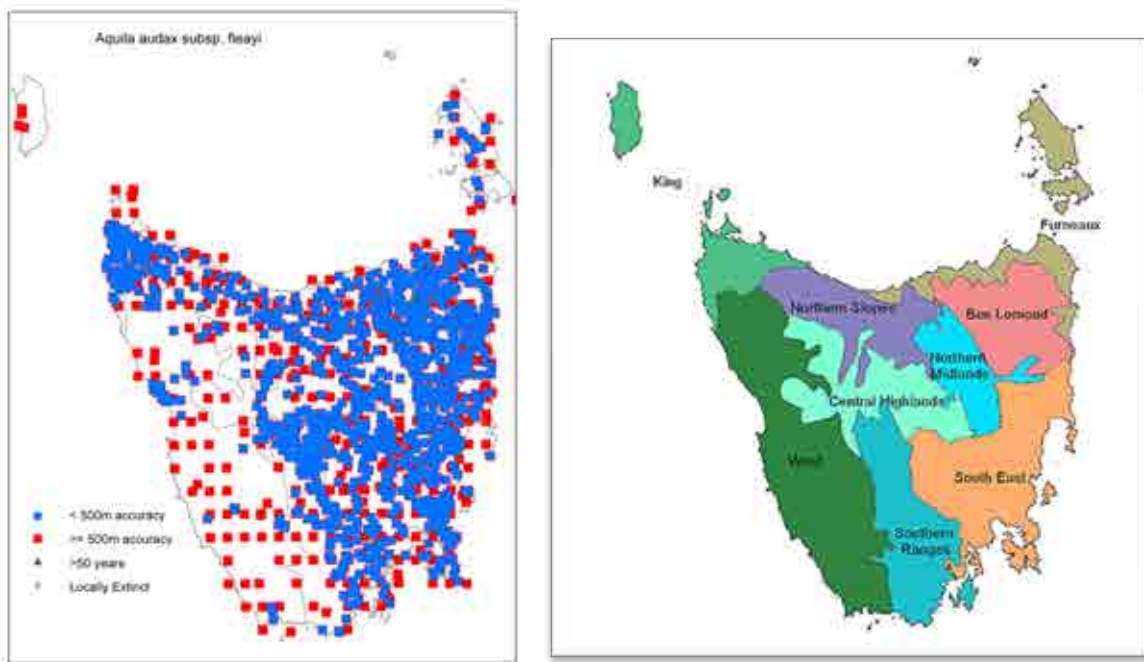 Aquila audax subsp. fleayi
< 500m accuracy
>= 500m accuracy
>50 years
Locally Extinct
King
Furneaux
Northern Slopes
Ben Lomond
Northern
Midlands
Central Highlands
West
South East
Southern
Ranges